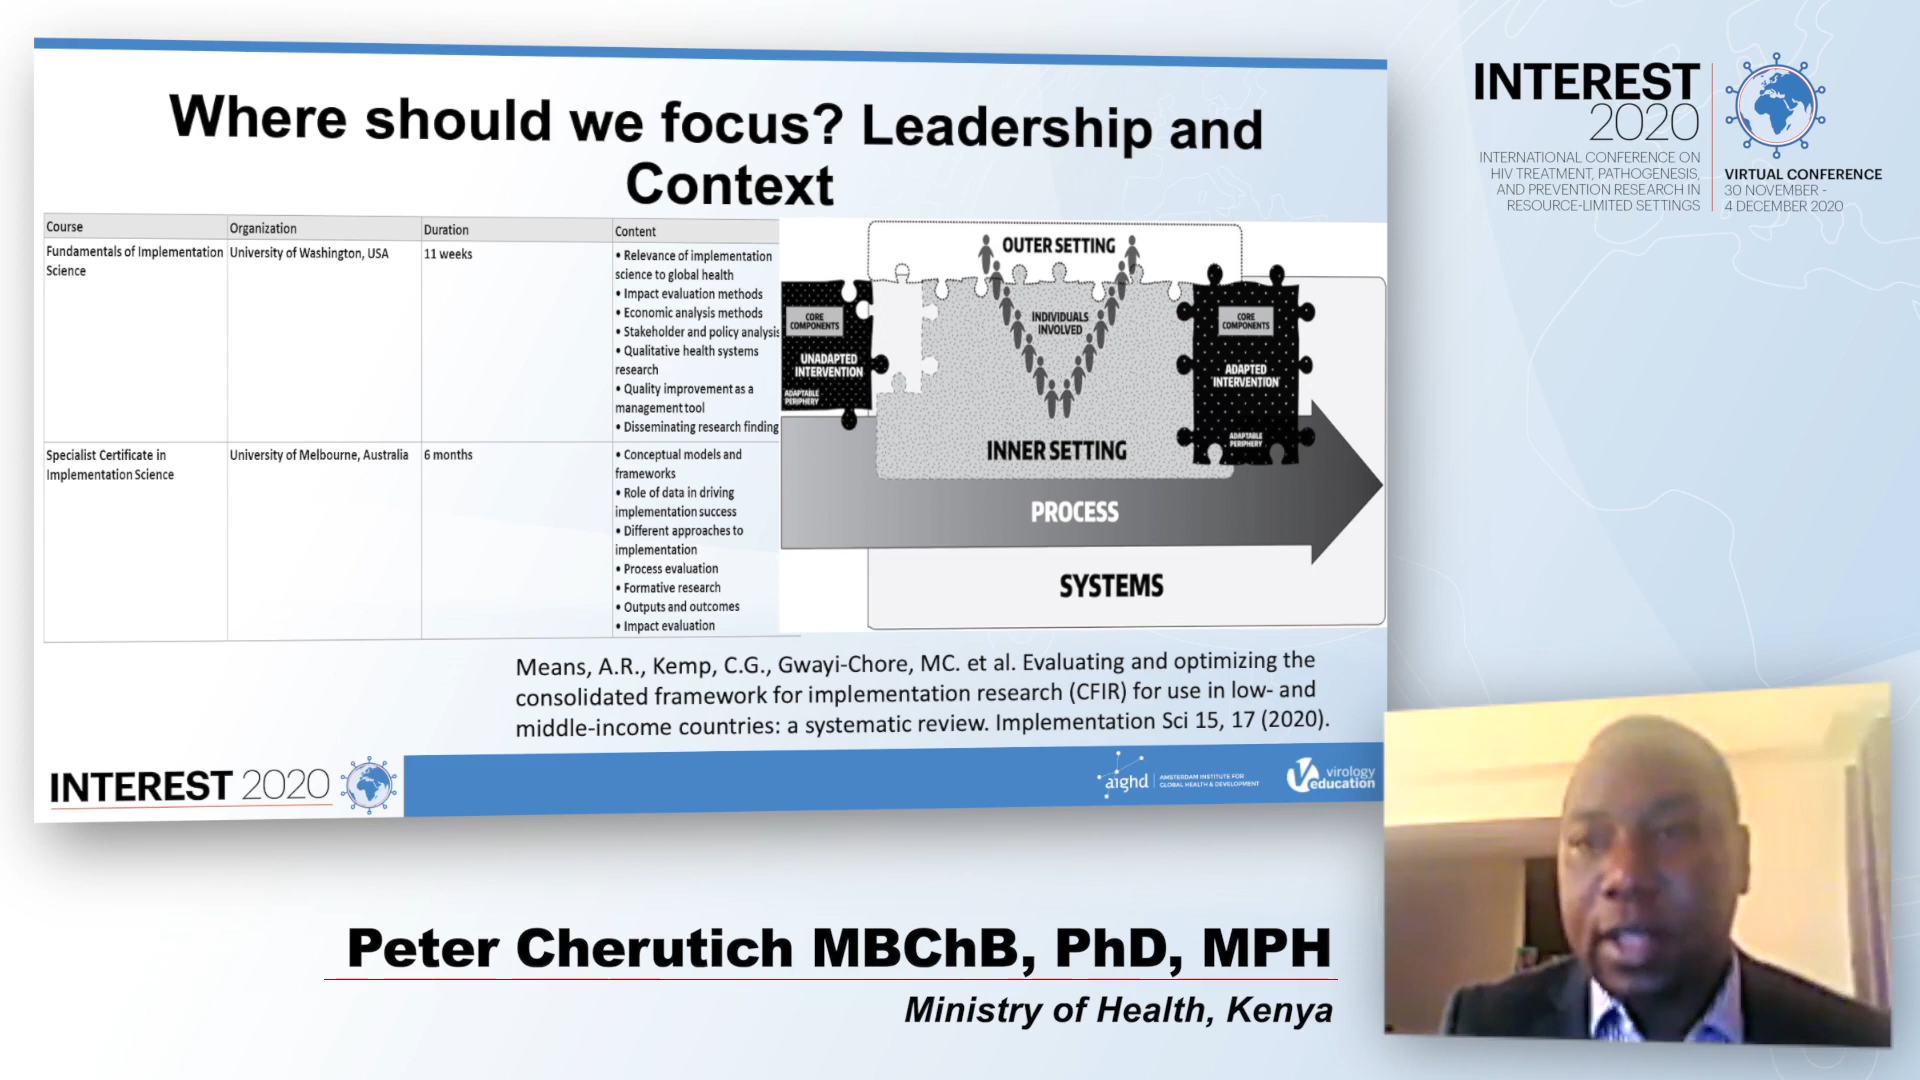 Where should we focus? Leadership and
Context
Course
Organization
Duration
Content
Fundamentals of Implementation
Science
University of Washington, USA
11 weeks
• Relevance of implementation
science to global health
• Impact evaluation methods
• Economic analysis methods
• Stakeholder and policy analysis
• Qualitative health systems
research
• Quality improvement as a
management tool
• Disseminating research finding
Specialist Certificate in
Implementation Science
University of Melbourne, Australia
6 months
• Conceptual models and
frameworks
• Role of data in driving
implementation success
• Different approaches to
implementation
• Process evaluation
• Formative research
• Outputs and outcomes
• Impact evaluation
OUTER SETTING
CORE
COMPONENTS
UNADAPTED
INTERVENTION
ADAPTABLE
PERIPHERY
INDIVIDUALS
INVOLVED
CORE
COMPONENTS
ADAPTED
INTERVENTION
ADAPTABLE
PERIPHERY
INNER SETTING
PROCESS
SYSTEMS
Means, A.R., Kemp, C.G., Gwayi-Chore, MC. et al. Evaluating and optimizing the
consolidated framework for implementation research (CFIR) for use in low- and
middle-income countries: a systematic review. Implementation Sci 15, 17 (2020).
INTEREST 2020
aighd
AMSTERDAM INSTITUTE FOR
GLOBAL HEALTH & DEVELOPMENT
virology
education
INTEREST
2020
INTERNATIONAL CONFERENCE ON
HIV TREATMENT, PATHOGENESIS,
AND PREVENTION RESEARCH IN
RESOURCE-LIMITED SETTINGS
VIRTUAL CONFERENCE
30 NOVEMBER -
4 DECEMBER 2020
Peter Cherutich MBChB, PhD, MPH
Ministry of Health, Kenya